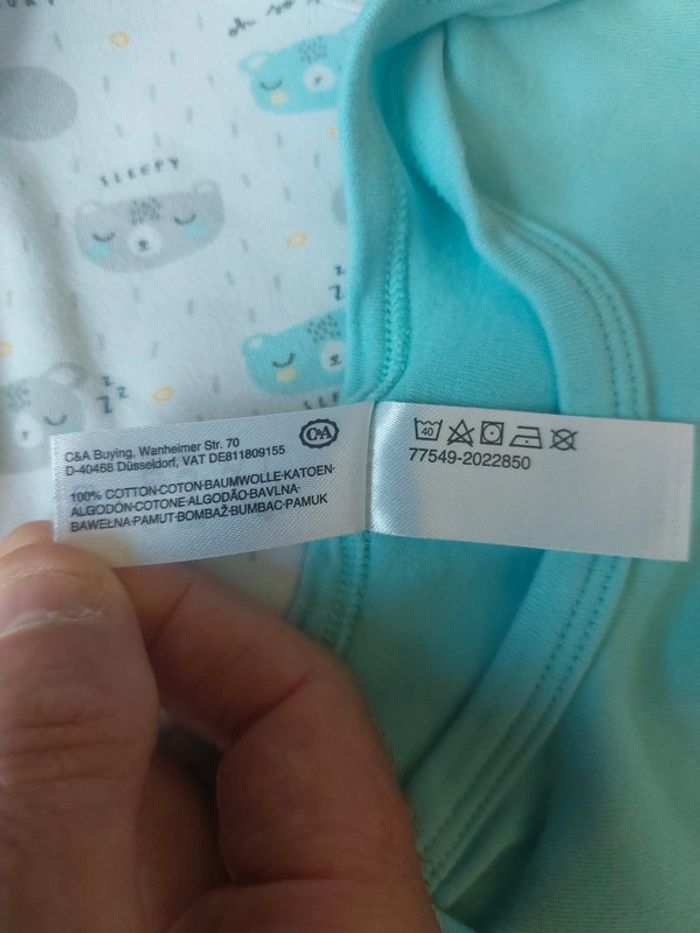 SLEEPY
z
z
z
z
z
C&A Buying, Wanheimer Str. 70
D-40468 Düsseldorf, VAT DE811809155
C&A
100% COTTON·COTON·BAUMWOLLE·KATOEN·
ALGODÓN·COTONE·ALGODÃO·BAVLNA·
BAWEŁNA·PAMUT·BOMBAŽ·BUMBAC·PAMUK
40
77549-2022850